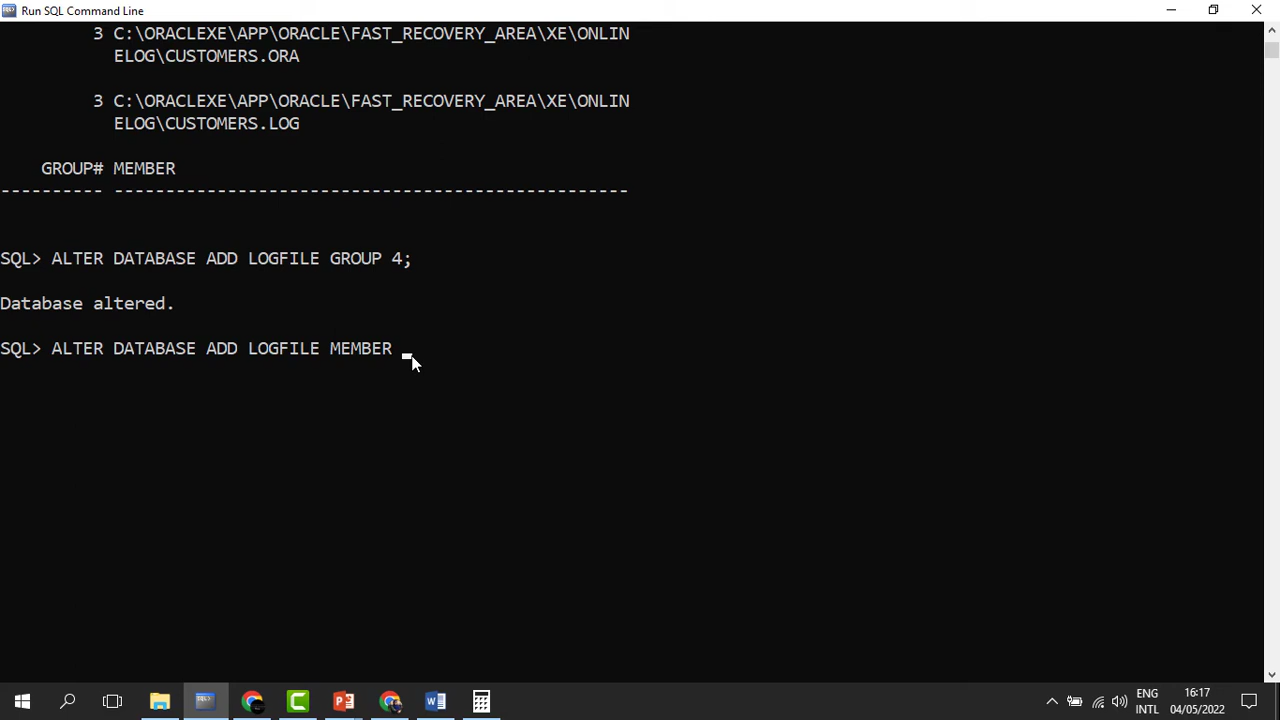 Run SQL Command Line
3 C:\ORACLEXE\APP\ORACLE\FAST_RECOVERY_AREA\XE\ONLIN
ELOG\CUSTOMERS.ORA
3 C:\ORACLEXE\APP\ORACLE\FAST_RECOVERY_AREA\XE\ONLIN
ELOG\CUSTOMERS.LOG
GROUP# MEMBER
---------- --------------------------------------------------
SQL> ALTER DATABASE ADD LOGFILE GROUP 4;
Database altered.
SQL> ALTER DATABASE ADD LOGFILE MEMBER
ENG 16:17
INTL 04/05/2022